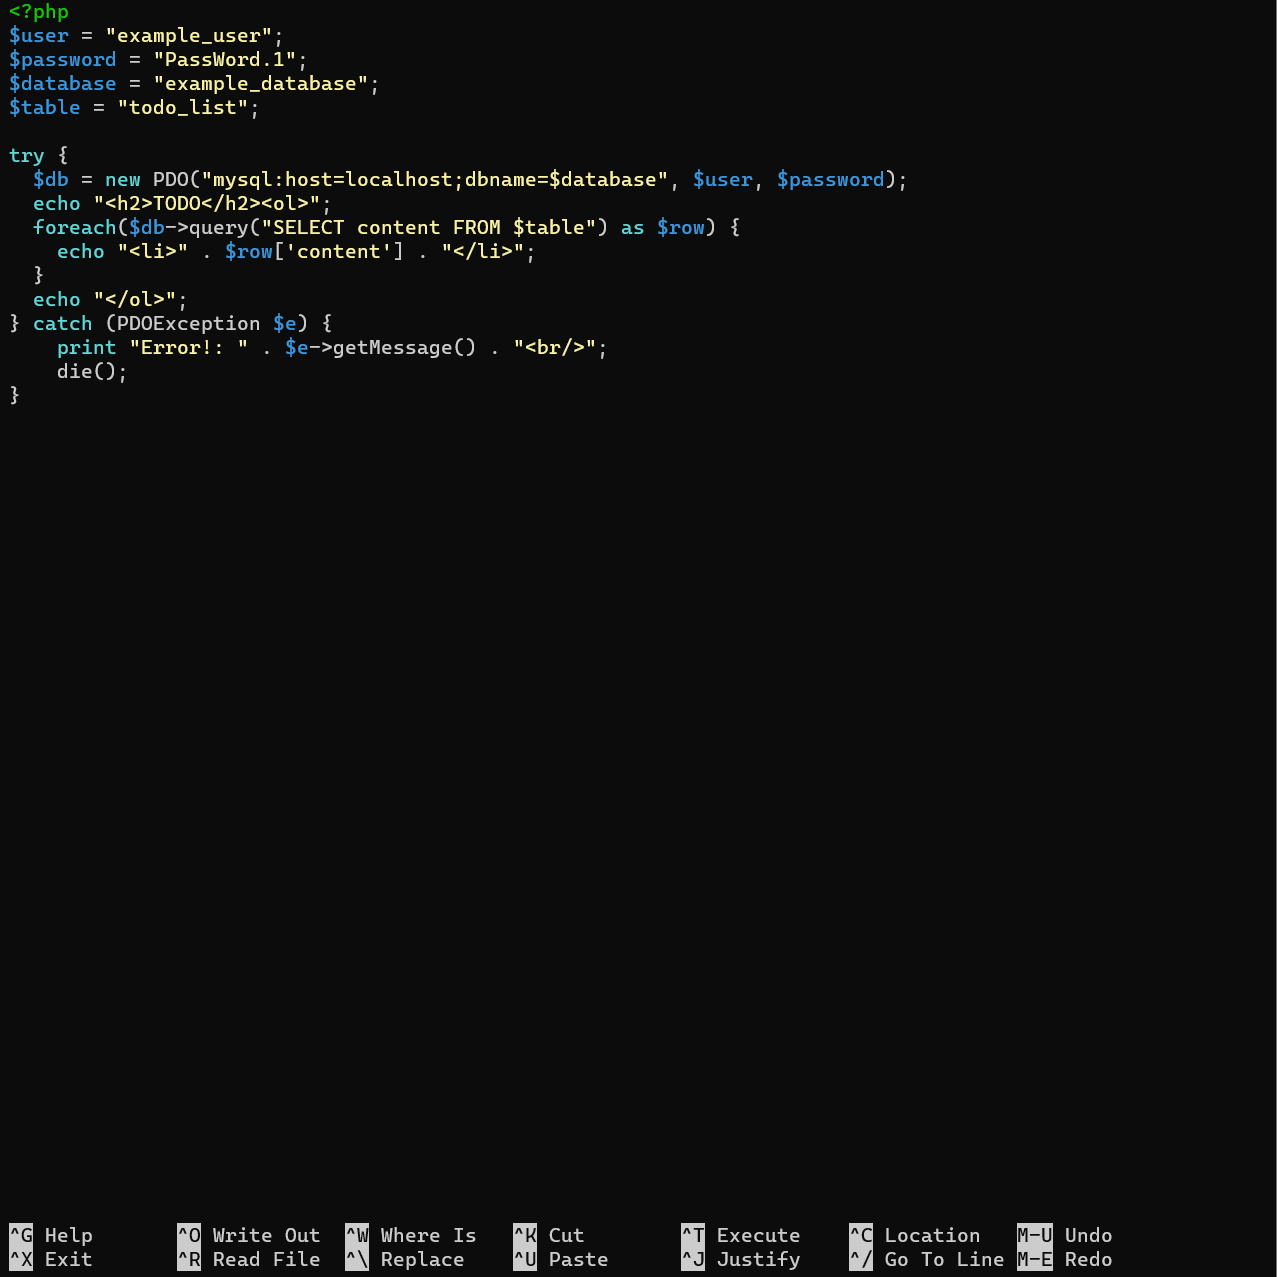 <?php
$user = "example_user";
$password = "PassWord.1";
$database = "example_database";
$table = "todo_list";

try {
  $db = new PDO("mysql:host=localhost;dbname=$database", $user, $password);
  echo "<h2>TODO</h2><ol>";
  foreach($db->query("SELECT content FROM $table") as $row) {
    echo "<li>" . $row['content'] . "</li>";
  }
  echo "</ol>";
} catch (PDOException $e) {
    print "Error!: " . $e->getMessage() . "<br/>";
    die();
}
^G Help ^O Write Out ^W Where Is ^K Cut ^T Execute ^C Location M-U Undo
^X Exit ^R Read File ^\ Replace ^U Paste ^J Justify ^/ Go To Line M-E Redo